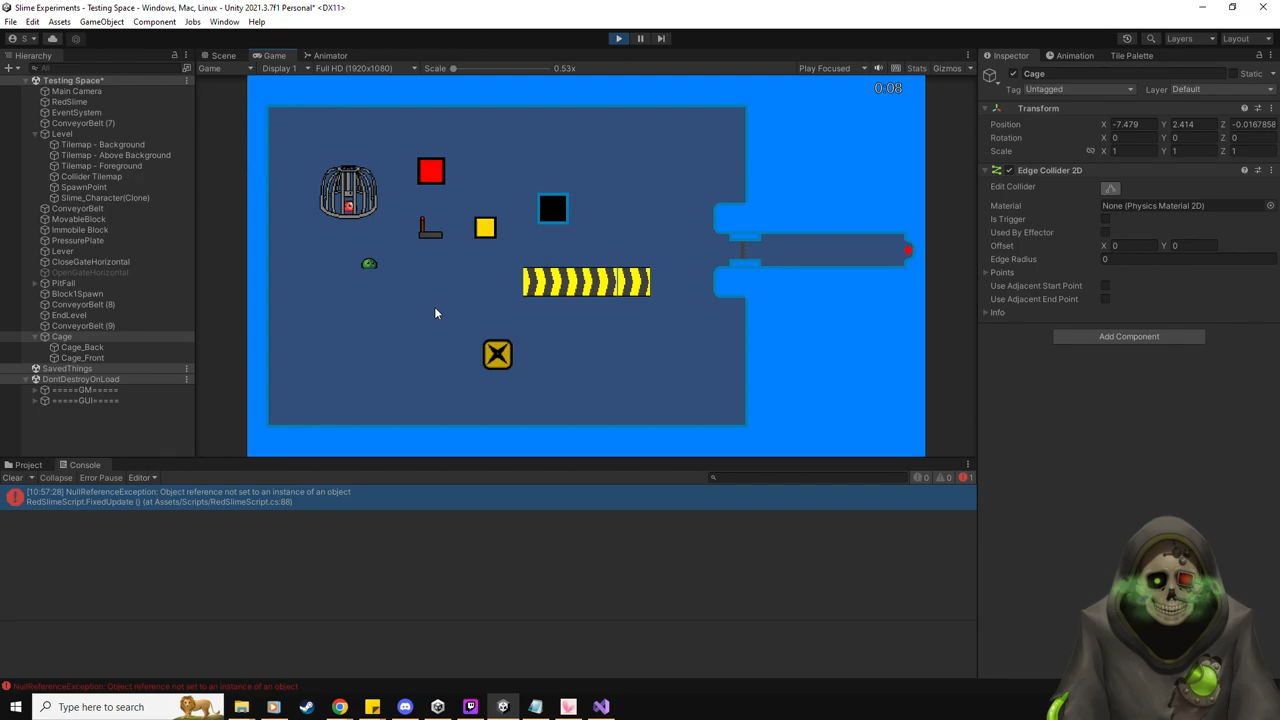 Slime Experiments - Testing Space - Windows, Mac, Linux - Unity 2021.3.7f1 Personal* <DX11>
File Edit Assets GameObject Component Jobs Window Help
S Layers Layout
Hierarchy Scene Game Animator Inspector Animation Tile Palette
All Game Display 1 Full HD (1920x1080) Scale 0.53x Play Focused Stats Gizmos
Cage Static
Tag Untagged Layer Default
Testing Space*
Main Camera
RedSlime
EventSystem
ConveyorBelt (7)
Level
Tilemap - Background
Tilemap - Above Background
Tilemap - Foreground
Collider Tilemap
SpawnPoint
Slime_Character(Clone)
ConveyorBelt
MovableBlock
Immobile Block
PressurePlate
Lever
CloseGateHorizontal
OpenGateHorizontal
PitFall
Block1Spawn
ConveyorBelt (8)
EndLevel
ConveyorBelt (9)
Cage
Cage_Back
Cage_Front
SavedThings
DontDestroyOnLoad
=====GM=====
=====GUI=====
0:08
Transform
Position X -7.479 Y 2.414 Z -0.0167858
Rotation X 0 Y 0 Z 0
Scale X 1 Y 1 Z 1
Edge Collider 2D
Edit Collider
Material None (Physics Material 2D)
Is Trigger
Used By Effector
Offset X 0 Y 0
Edge Radius 0
Points
Use Adjacent Start Point
Use Adjacent End Point
Info
Add Component
Project Console
Clear Collapse Error Pause Editor 0 0 1
[10:57:28] NullReferenceException: Object reference not set to an instance of an object
RedSlimeScript.FixedUpdate () (at Assets/Scripts/RedSlimeScript.cs:88)
NullReferenceException: Object reference not set to an instance of an object
Type here to search